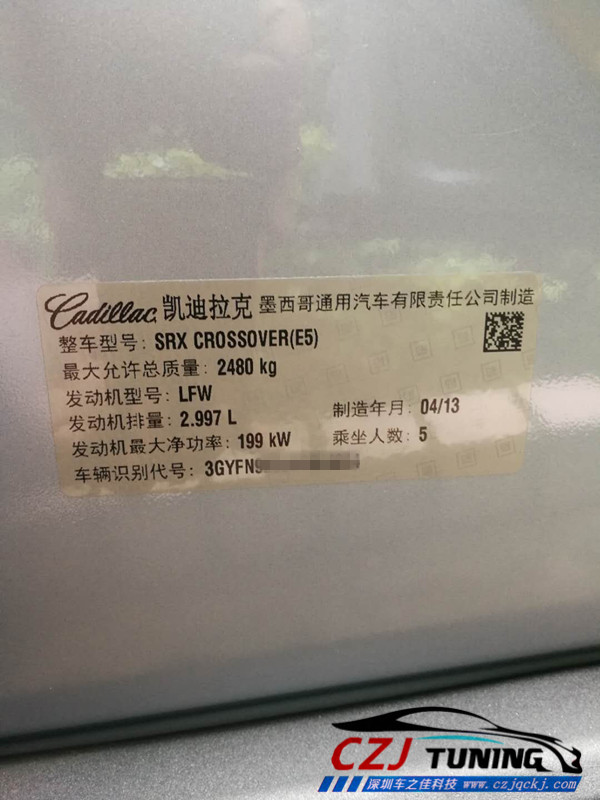 Cadillac 凯迪拉克 墨西哥通用汽车有限责任公司制造
整车型号: SRX CROSSOVER(E5)
最大允许总质量: 2480 kg
发动机型号: LFW
发动机排量: 2.997 L 制造年月: 04/13
发动机最大净功率: 199 kW 乘坐人数: 5
车辆识别代号: 3GYFN9
CZJ TUNING
深圳车之佳科技 www.czjqckj.com